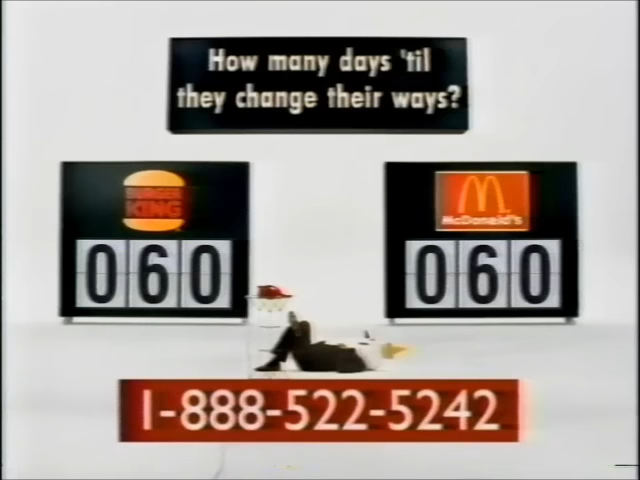 How many days 'til
they change their ways?
BURGER
KING
McDonald's
060
060
1-888-522-5242